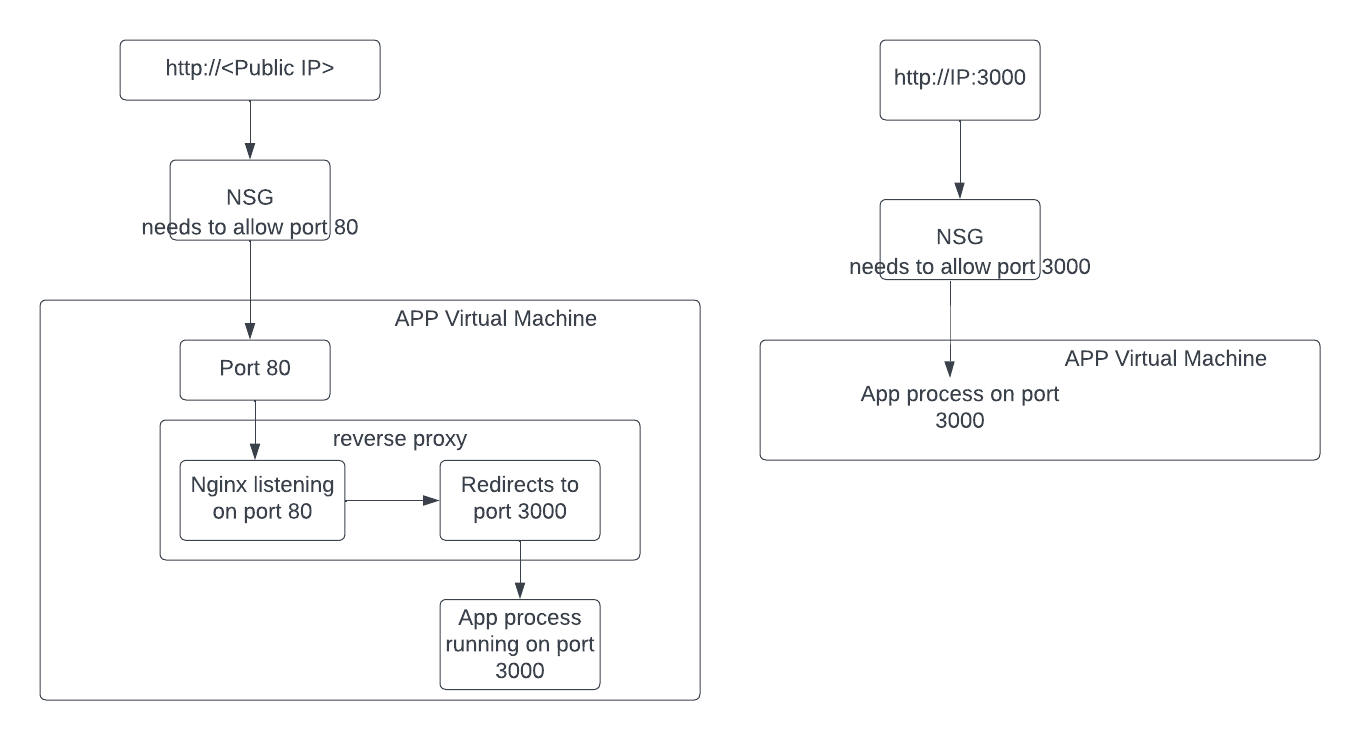 http://<Public IP>
NSG
needs to allow port 80
APP Virtual Machine
Port 80
reverse proxy
Nginx listening
on port 80
Redirects to
port 3000
App process
running on port
3000
http://IP:3000
NSG
needs to allow port 3000
APP Virtual Machine
App process on port
3000